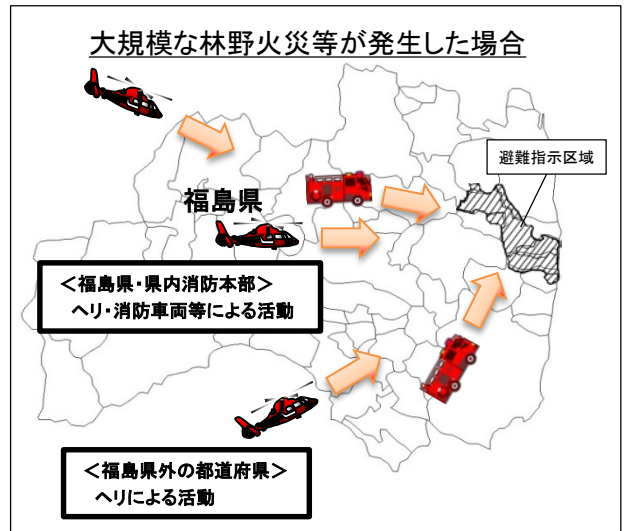 大規模な林野火災等が発生した場合
避難指示区域
福島県
＜福島県・県内消防本部＞
ヘリ・消防車両等による活動
＜福島県外の都道府県＞
ヘリによる活動